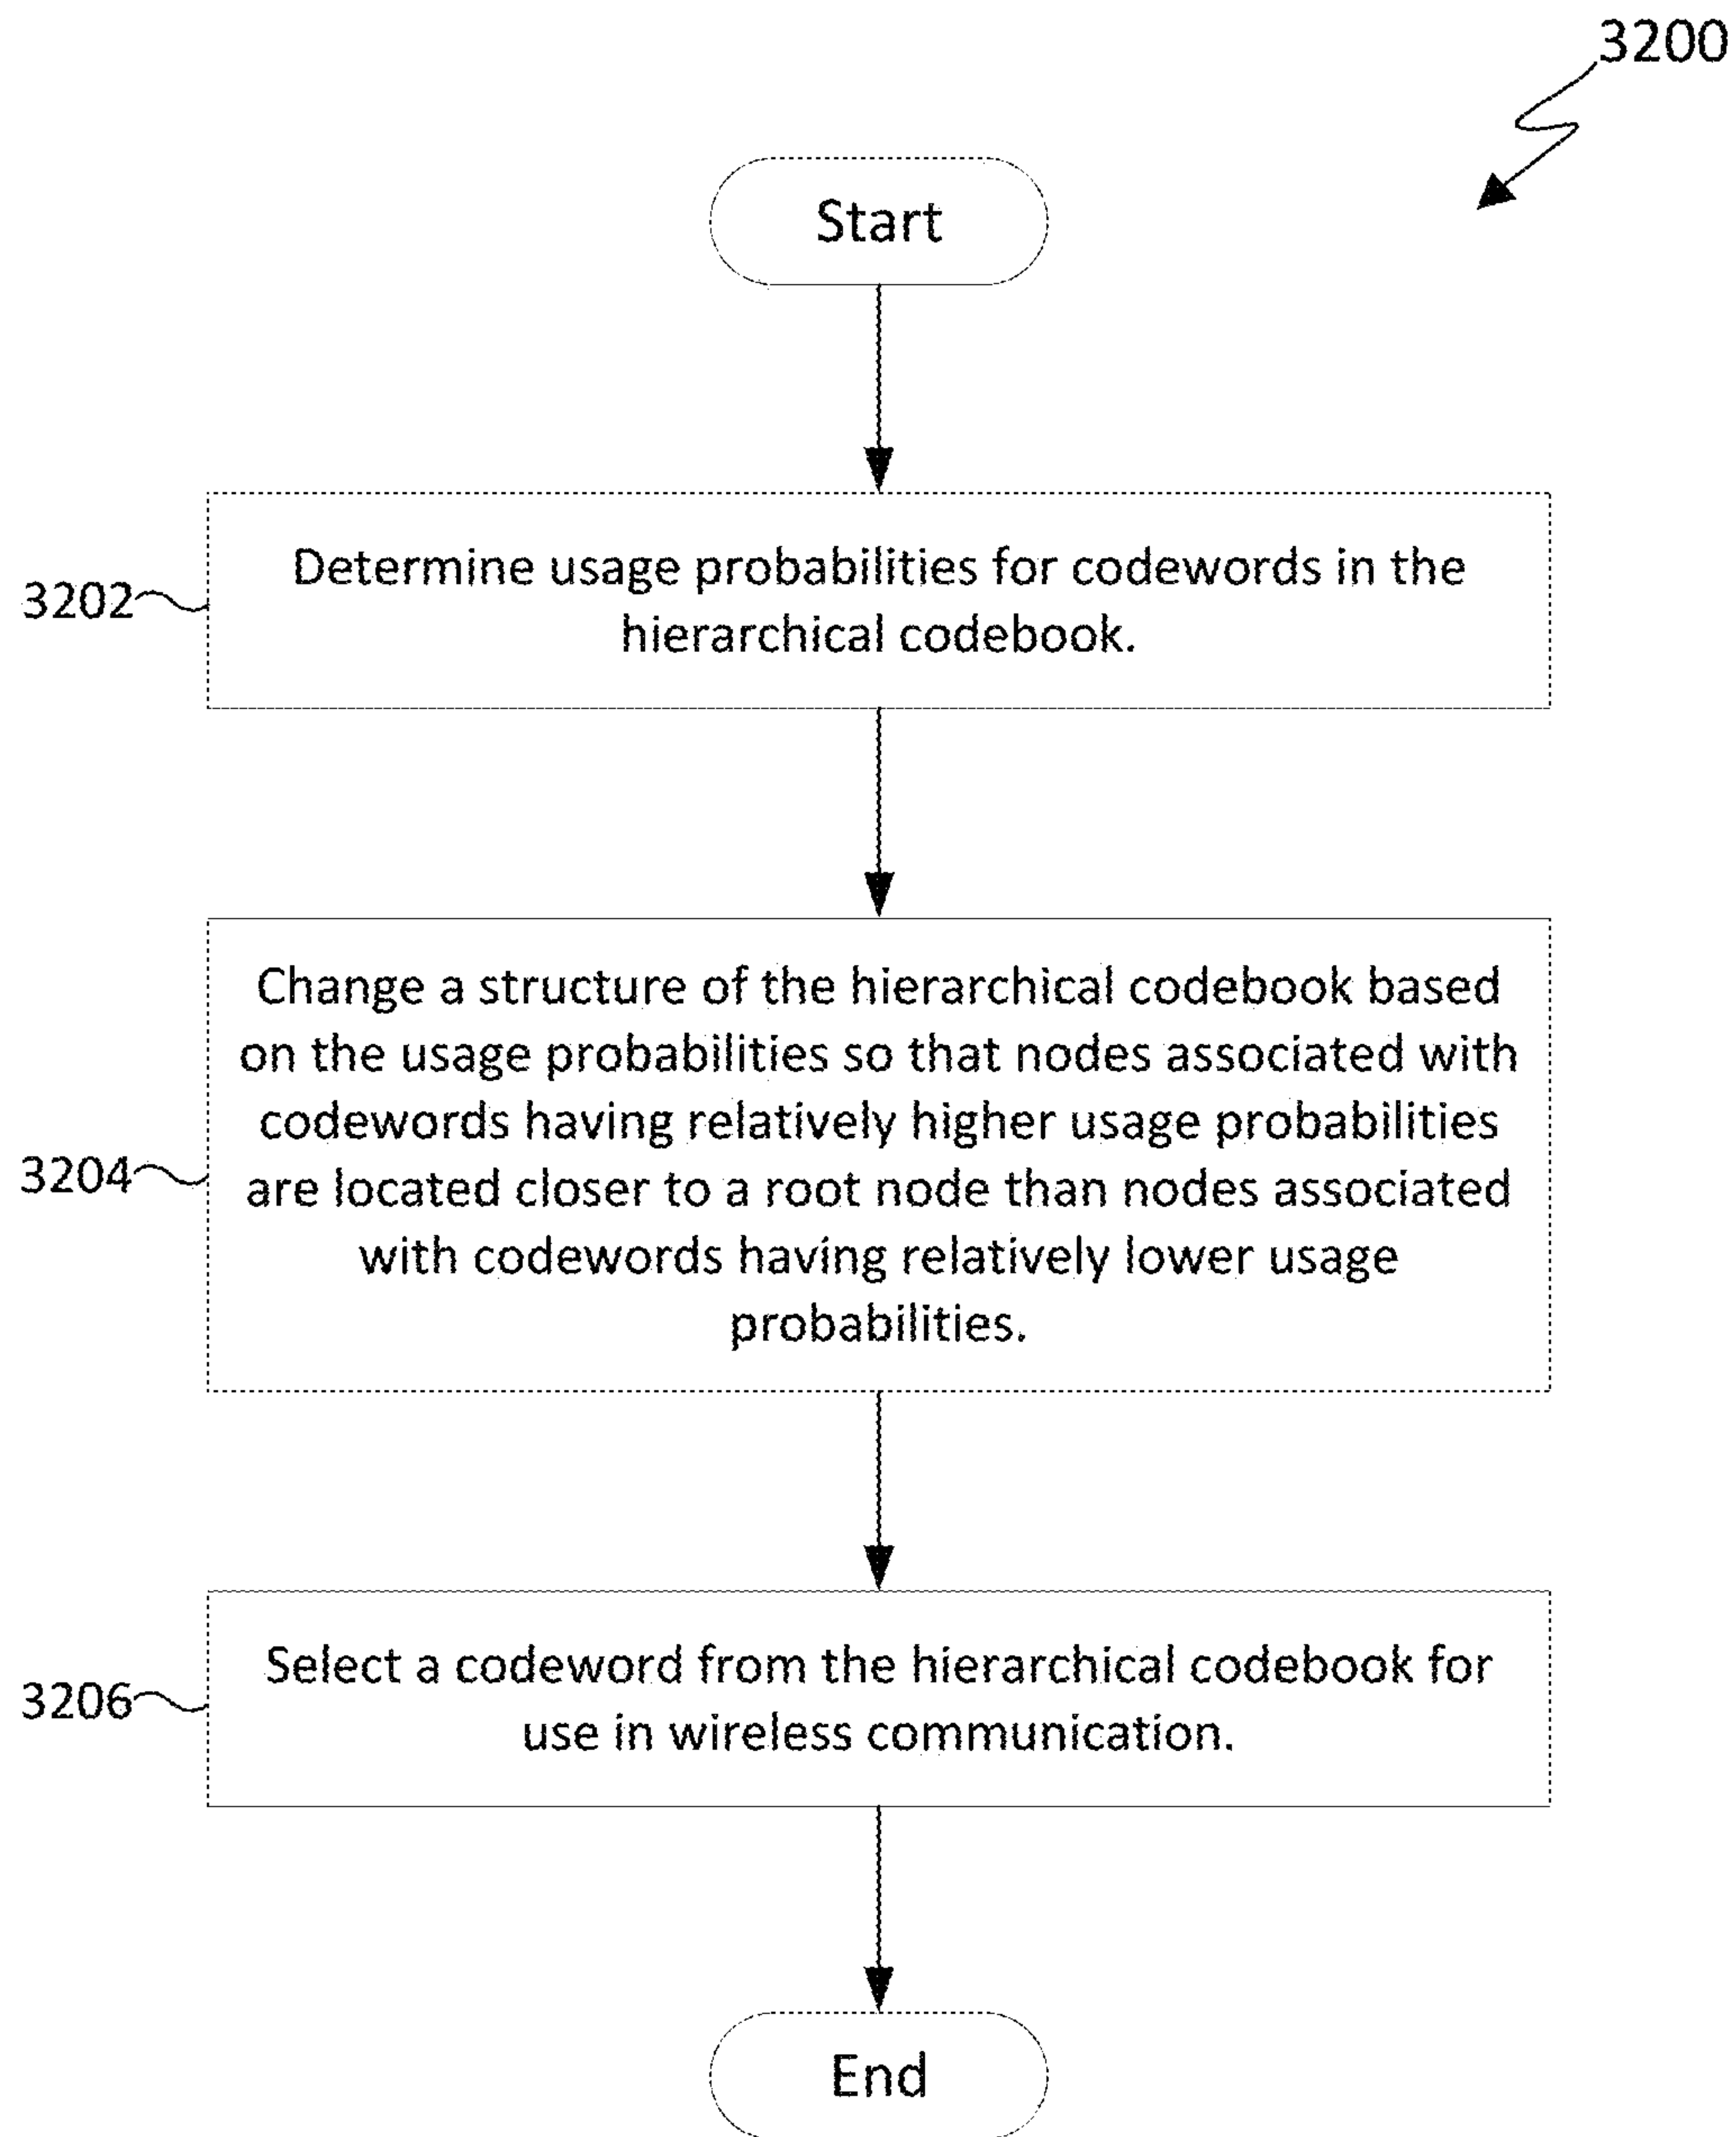 3200
Start
3202
Determine usage probabilities for codewords in the
hierarchical codebook.
3204
Change a structure of the hierarchical codebook based
on the usage probabilities so that nodes associated with
codewords having relatively higher usage probabilities
are located closer to a root node than nodes associated
with codewords having relatively lower usage
probabilities.
3206
Select a codeword from the hierarchical codebook for
use in wireless communication.
End